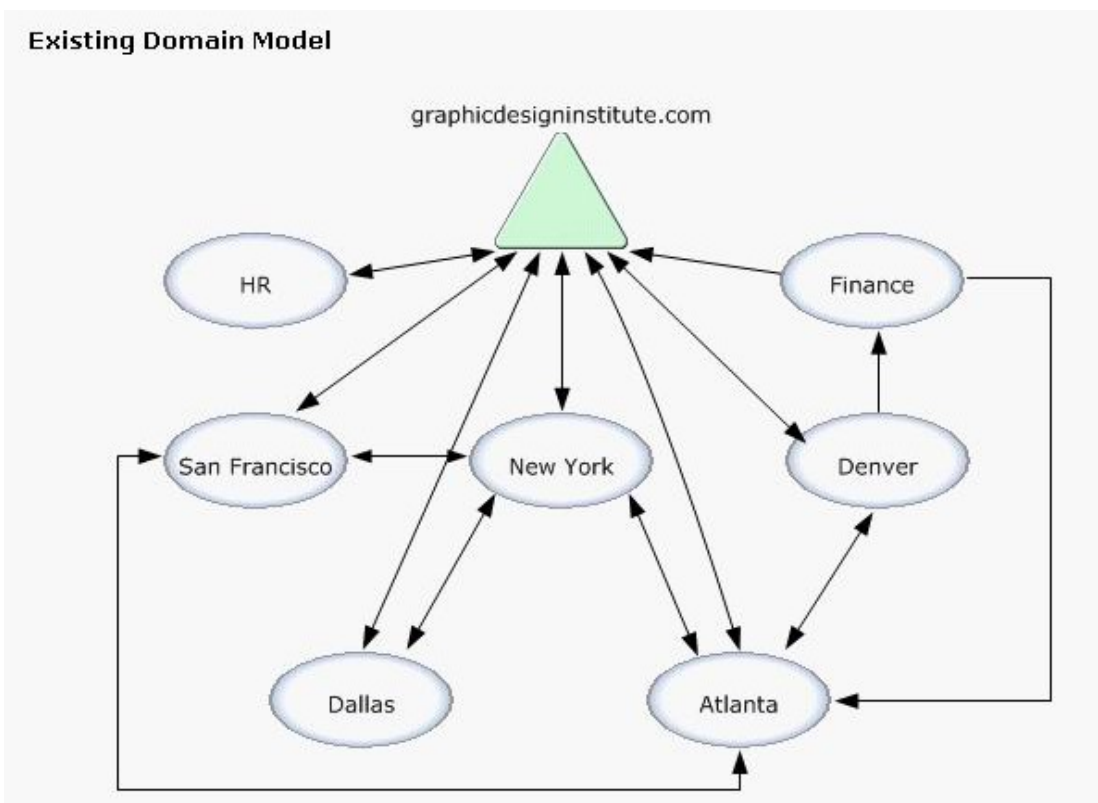 Existing Domain Model
graphicdesigninstitute.com
HR
Finance
San Francisco
New York
Denver
Dallas
Atlanta